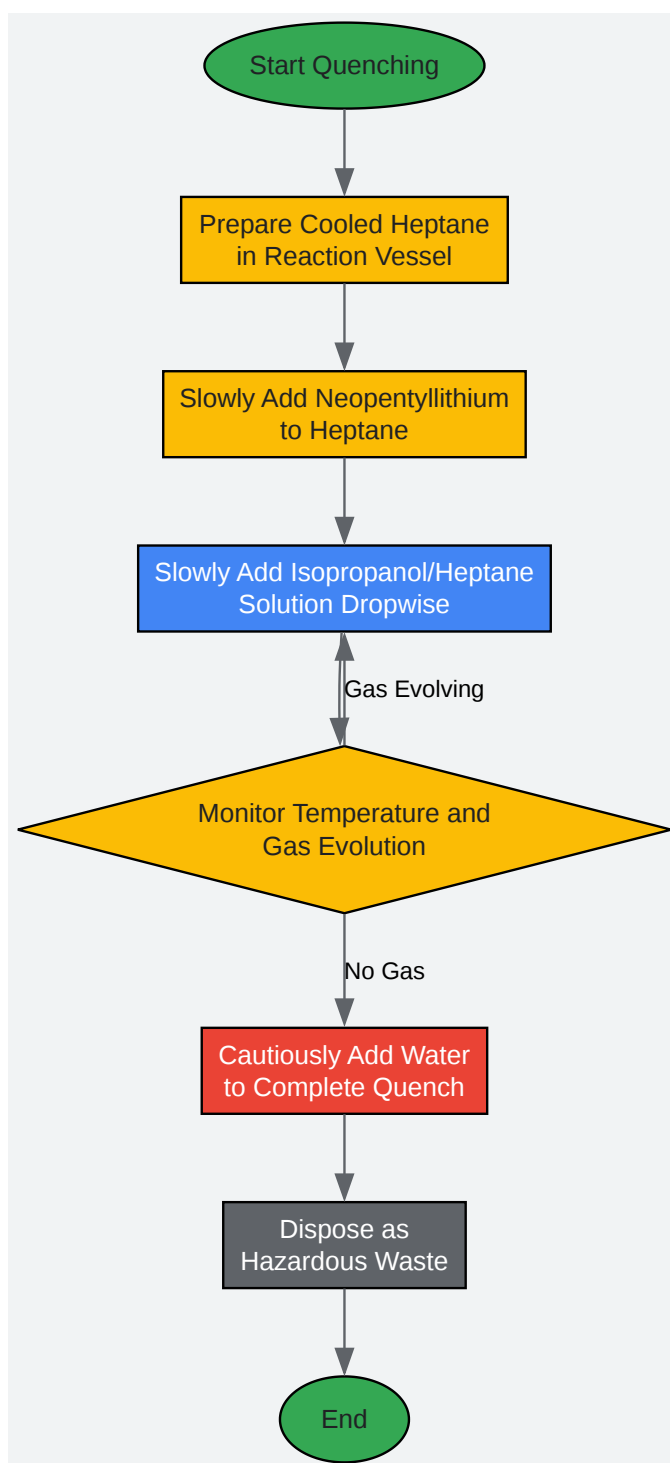 Start Quenching
Prepare Cooled Heptane
in Reaction Vessel
Slowly Add Neopentyllithium
to Heptane
Slowly Add Isopropanol/Heptane
Solution Dropwise
Gas Evolving
Monitor Temperature and
Gas Evolution
No Gas
Cautiously Add Water
to Complete Quench
Dispose as
Hazardous Waste
End